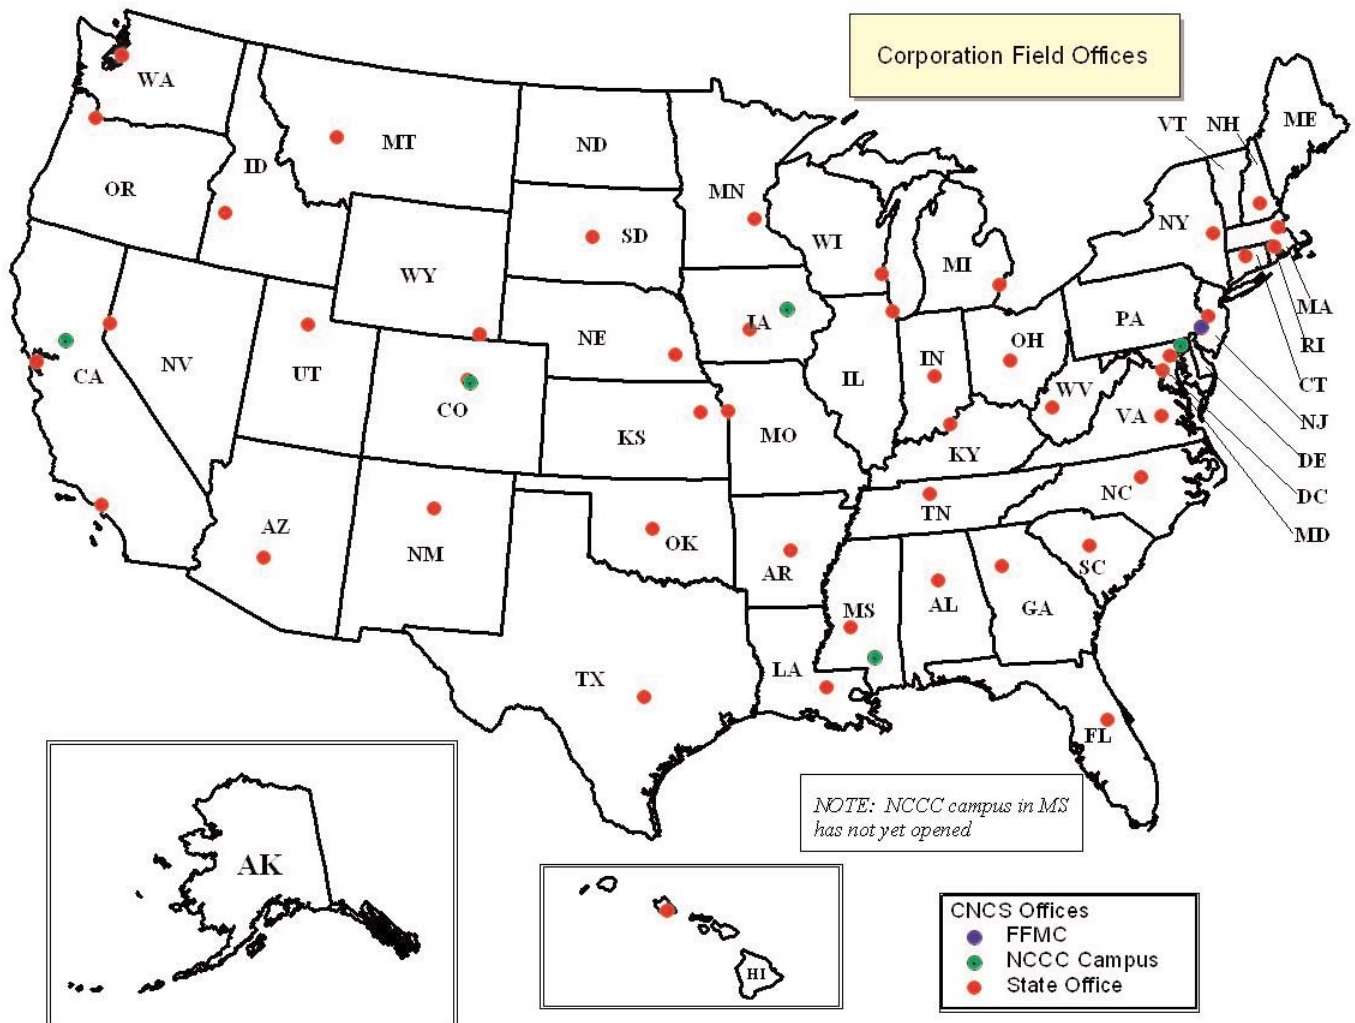 Corporation Field Offices
WA
MT
ND
MN
VT
NH
ME
OR
ID
SD
WI
MI
NY
WY
MA
NE
IA
PA
RI
NV
UT
CA
CO
IL
IN
OH
WV
CT
KS
MO
KY
VA
NJ
DE
AZ
NM
OK
AR
TN
NC
DC
MD
SC
MS
AL
GA
TX
LA
FL
NOTE: NCCC campus in MS
has not yet opened
AK
HI
CNCS Offices
FFMC
NCCC Campus
State Office